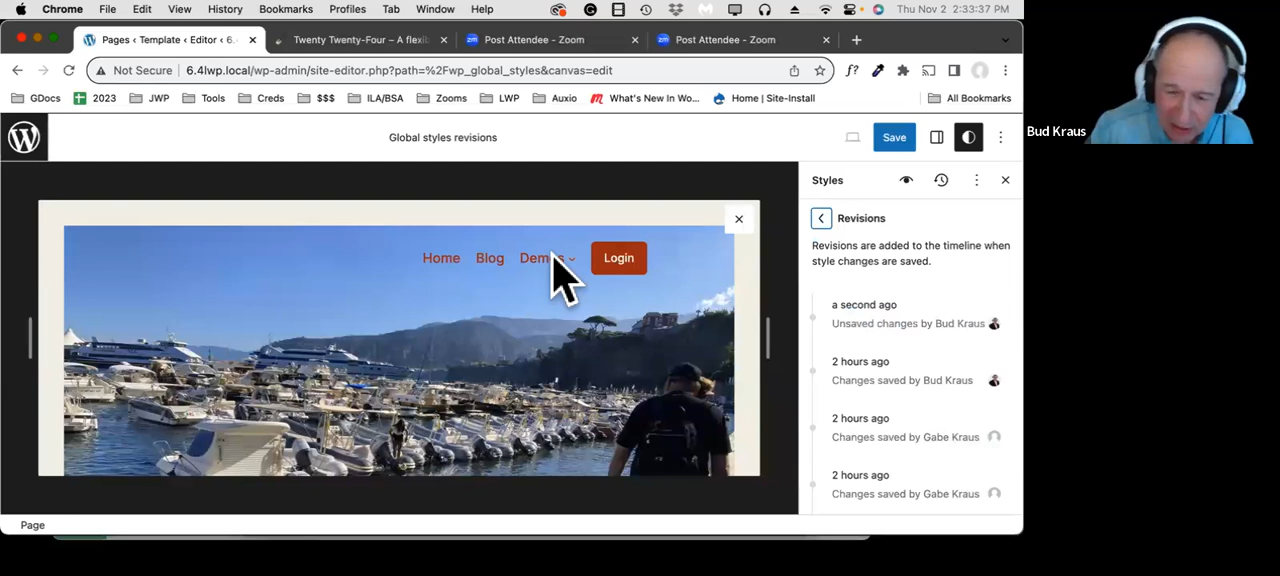 Chrome File Edit View History Bookmarks Profiles Tab Window Help Thu Nov 2 2:33:37 PM
Pages ‹ Template ‹ Editor ‹ 6. Twenty Twenty-Four – A flexi Post Attendee - Zoom Post Attendee - Zoom
Not Secure 6.4lwp.local/wp-admin/site-editor.php?path=%2Fwp_global_styles&canvas=edit
GDocs 2023 JWP Tools Creds $$$ ILA/BSA Zooms LWP Auxio What's New In Wo... Home | Site-Install All Bookmarks
Bud Kraus
Global styles revisions Save
Styles
Revisions
Revisions are added to the timeline when
style changes are saved.
Home Blog Login
a second ago
Unsaved changes by Bud Kraus
2 hours ago
Changes saved by Bud Kraus
2 hours ago
Changes saved by Gabe Kraus
2 hours ago
Changes saved by Gabe Kraus
Page